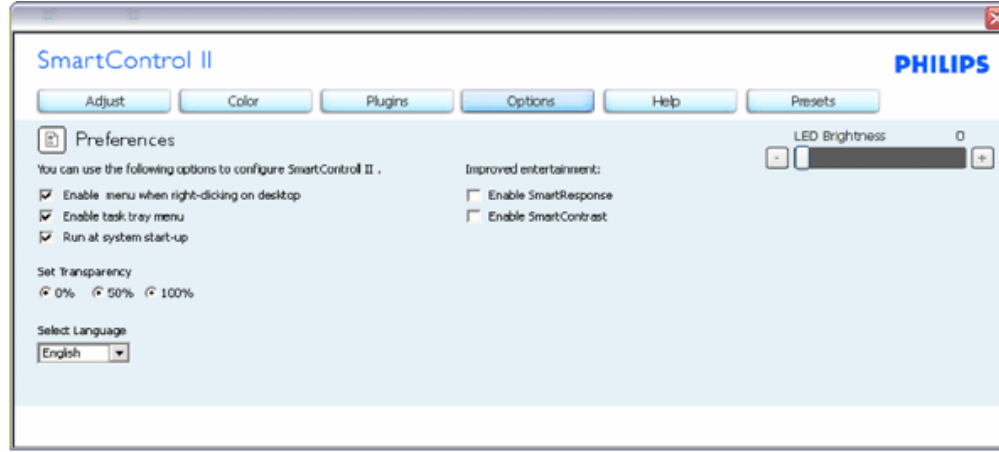 SmartControl II
PHILIPS
Adjust Color Plugins Options Help Presets
Preferences
LED Brightness 0
You can use the following options to configure SmartControl II .
Improved entertainment:
- +
Enable menu when right-clicking on desktop
Enable SmartResponse
Enable task tray menu
Enable SmartContrast
Run at system start-up
Set Transparency
0% 50% 100%
Select Language
English